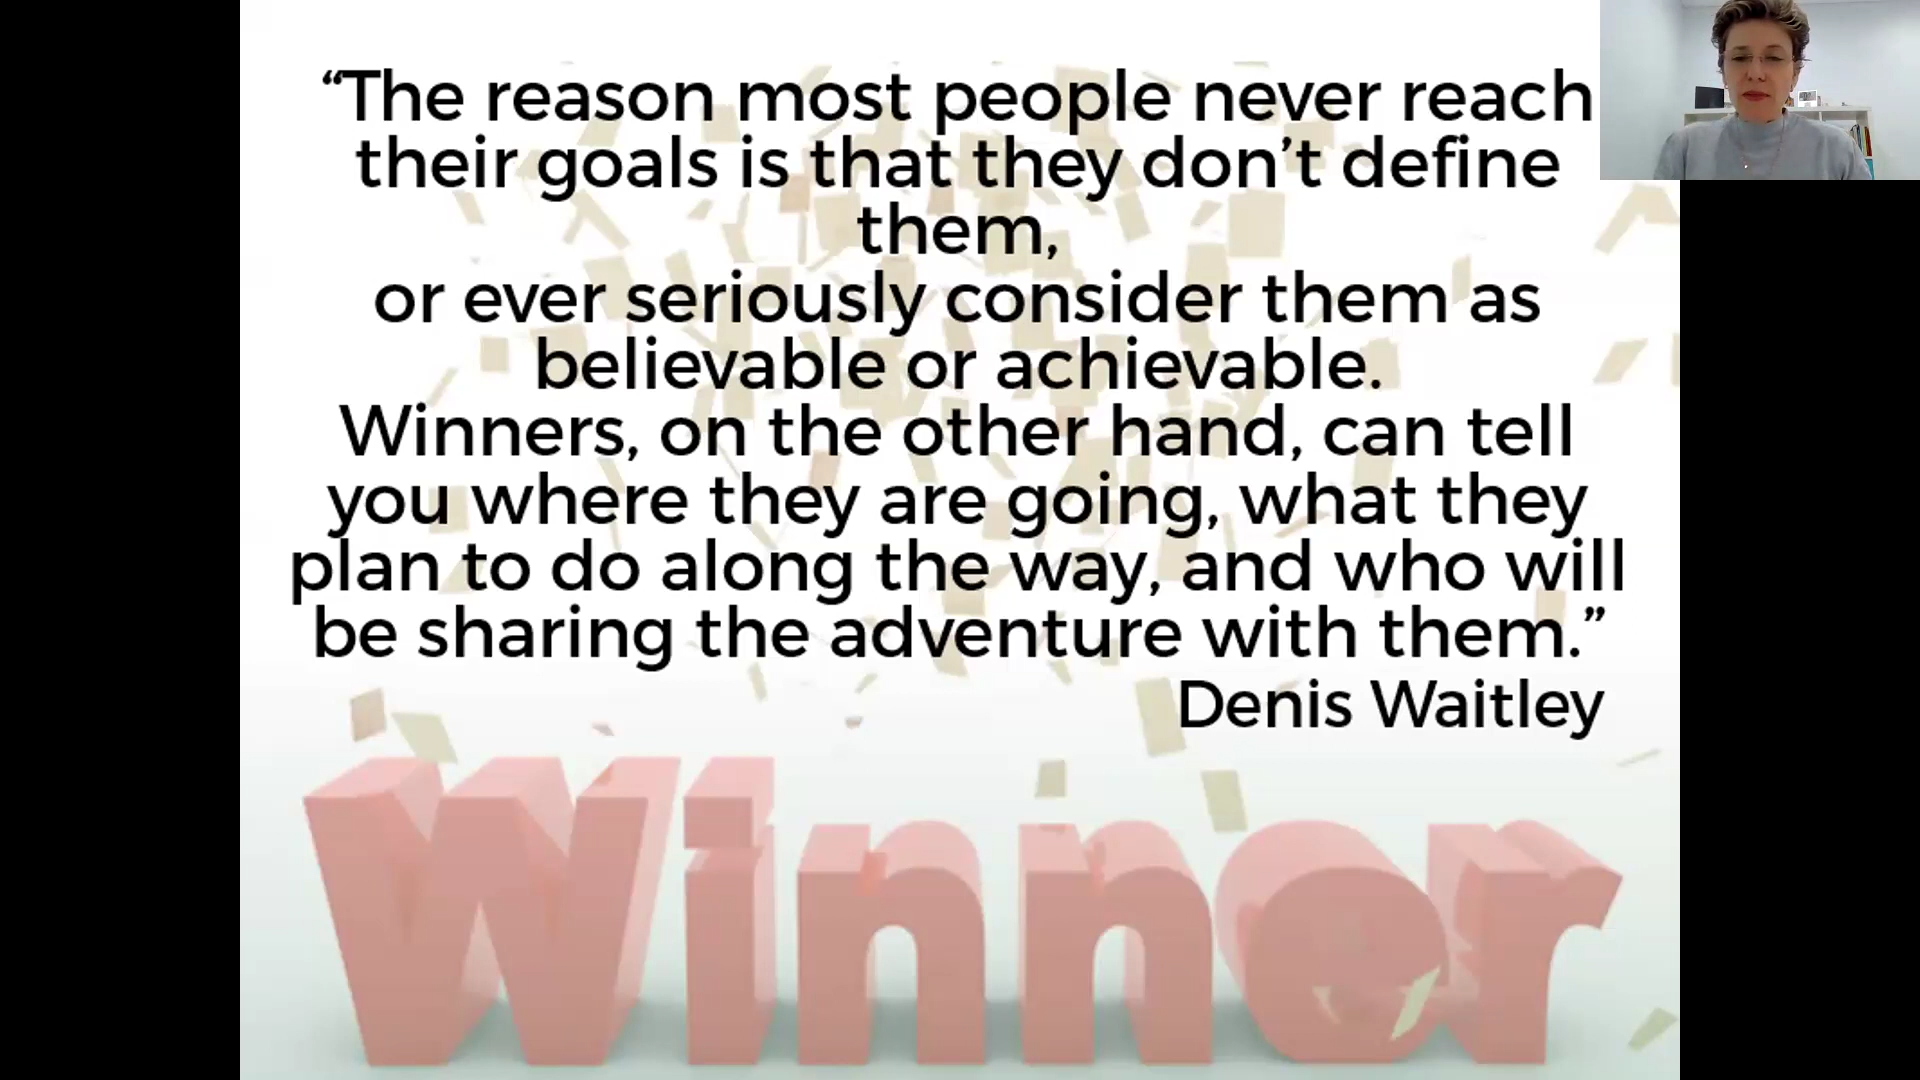 “The reason most people never reach
their goals is that they don’t define
them,
or ever seriously consider them as
believable or achievable.
Winners, on the other hand, can tell
you where they are going, what they
plan to do along the way, and who will
be sharing the adventure with them.”
Denis Waitley
Winner